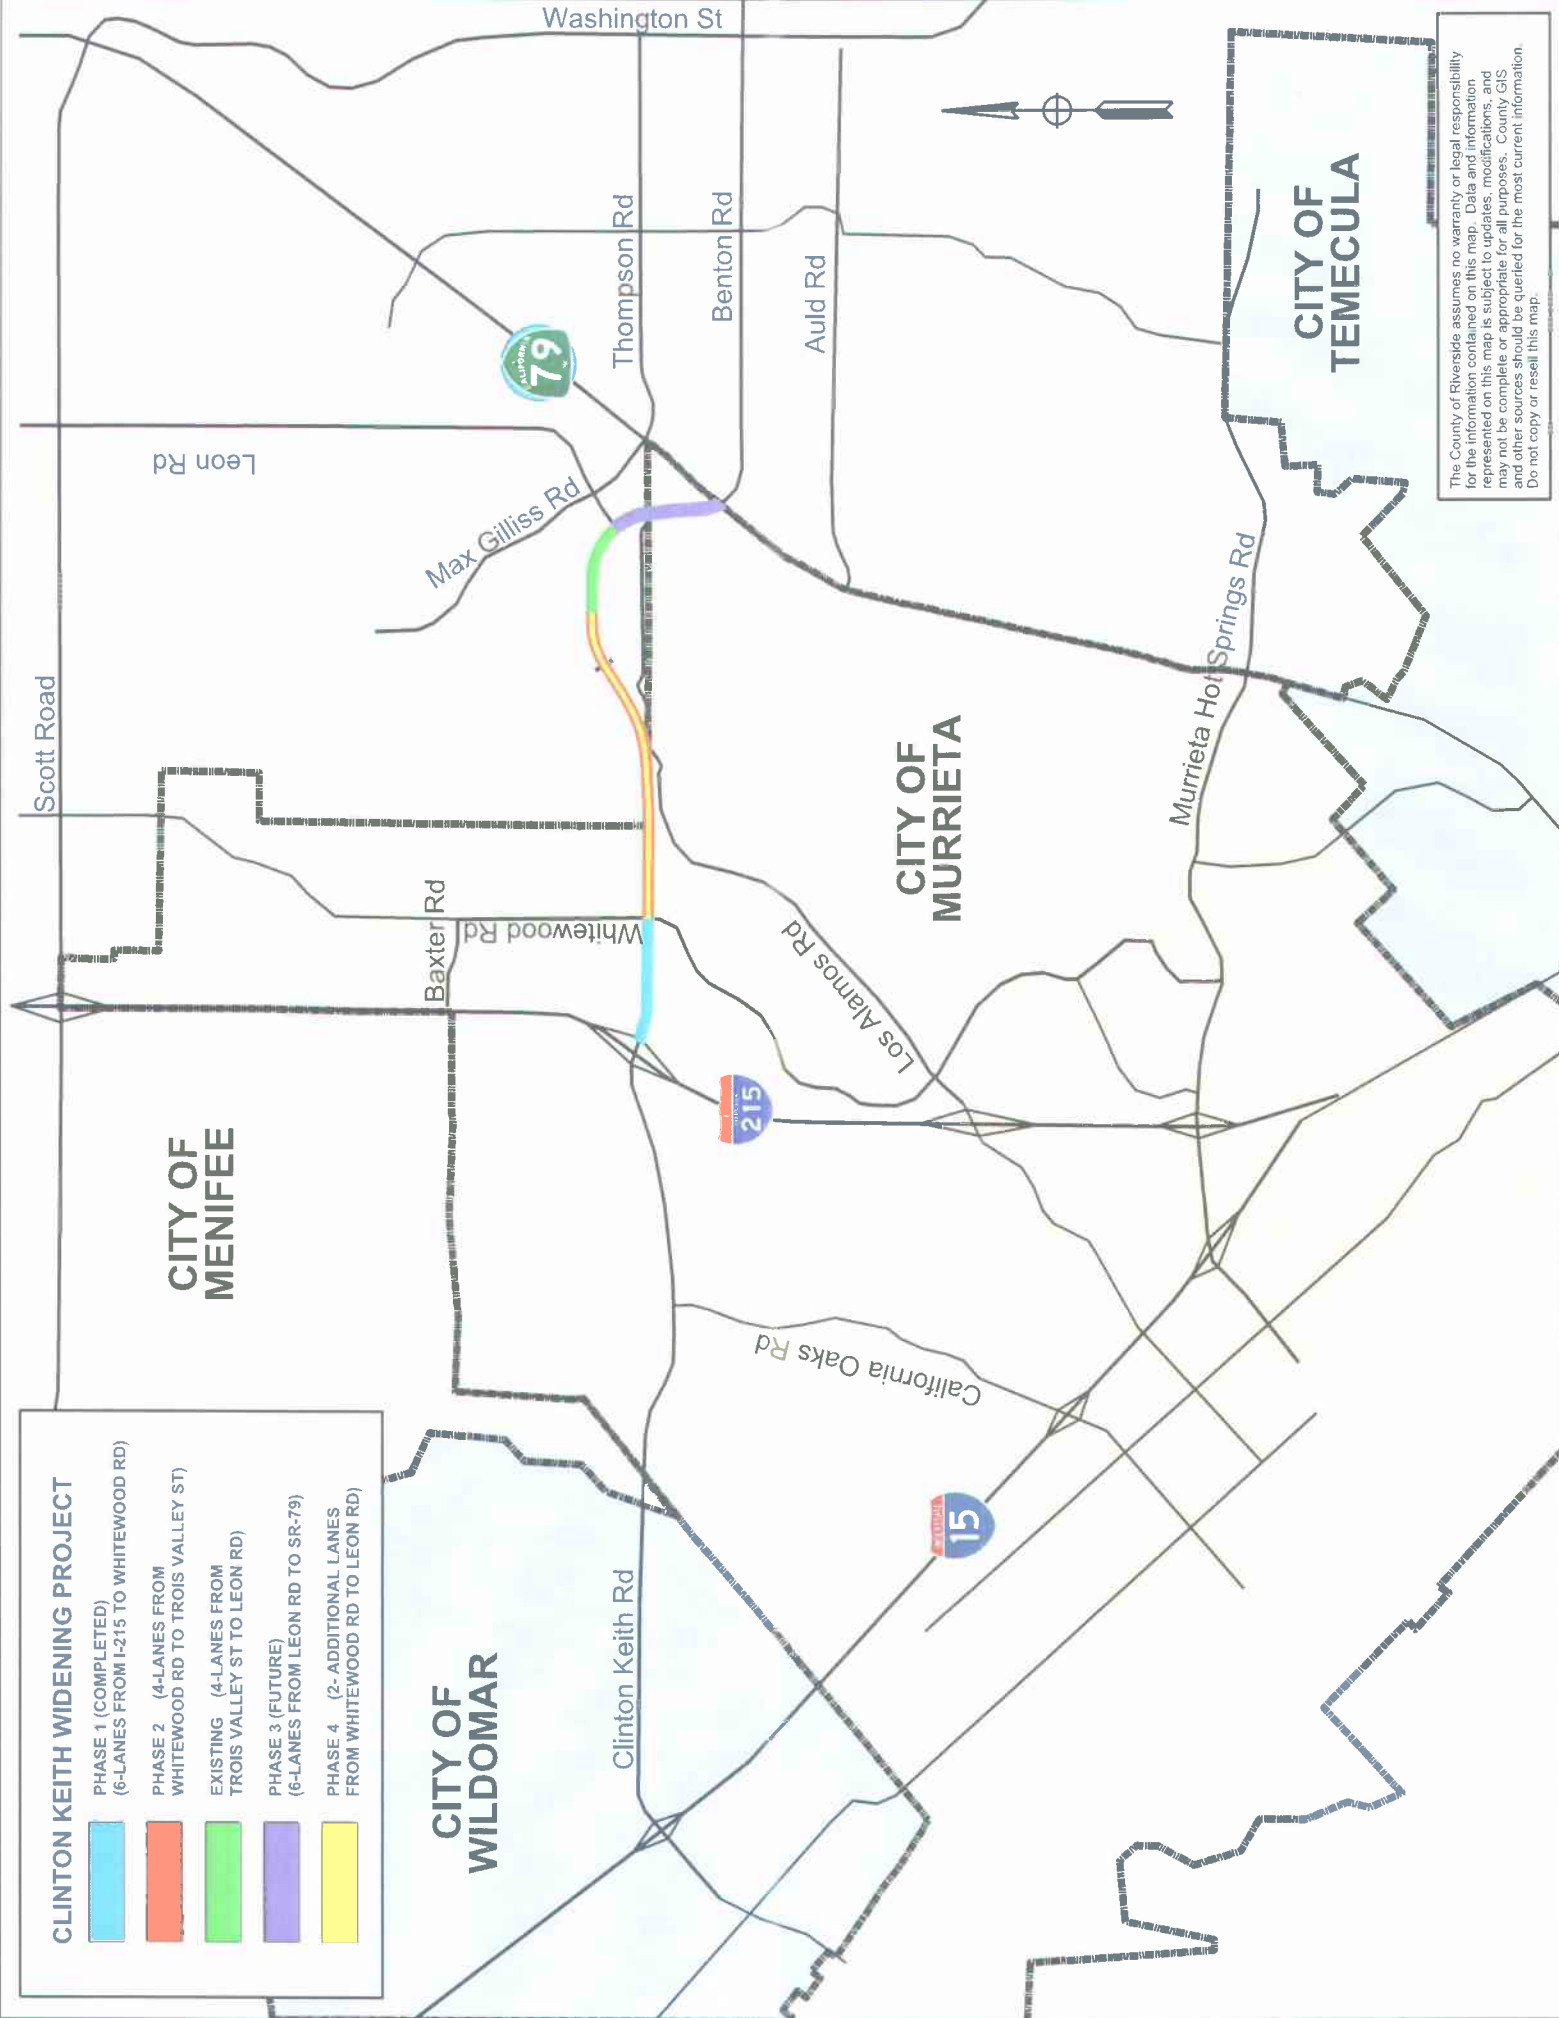 CLINTON KEITH WIDENING PROJECT
PHASE 1 (COMPLETED)
(6-LANES FROM I-215 TO WHITEWOOD RD)
PHASE 2 (4-LANES FROM
WHITEWOOD RD TO TROIS VALLEY ST)
EXISTING (4-LANES FROM
TROIS VALLEY ST TO LEON RD)
PHASE 3 (FUTURE)
(6-LANES FROM LEON RD TO SR-79)
PHASE 4 (2- ADDITIONAL LANES
FROM WHITEWOOD RD TO LEON RD)
Scott Road
Leon Rd
Washington St
CITY OF
MENIFEE
Baxter Rd
Whitewood Rd
Max Gilliss Rd
79
Thompson Rd
Benton Rd
Auld Rd
CITY OF
WILDOMAR
Clinton Keith Rd
215
California Oaks Rd
Los Alamos Rd
CITY OF
MURRIETA
15
Murrieta Hot Springs Rd
CITY OF
TEMECULA
The County of Riverside assumes no warranty or legal responsibility
for the information contained on this map. Data and information
represented on this map is subject to updates, modifications, and
may not be complete or appropriate for all purposes. County GIS
and other sources should be queried for the most current information.
Do not copy or resell this map.